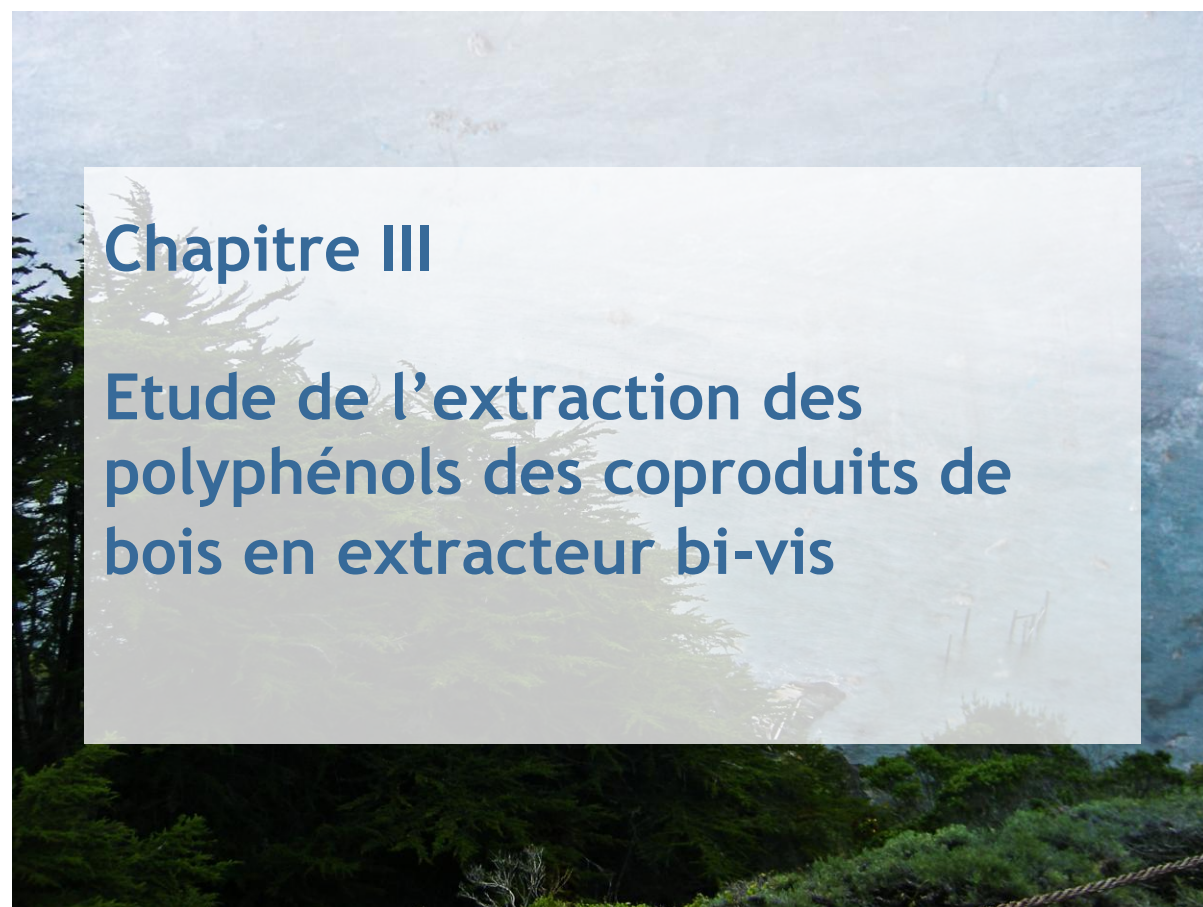 Chapitre III
Etude de l’extraction des
polyphénols des coproduits de
bois en extracteur bi-vis